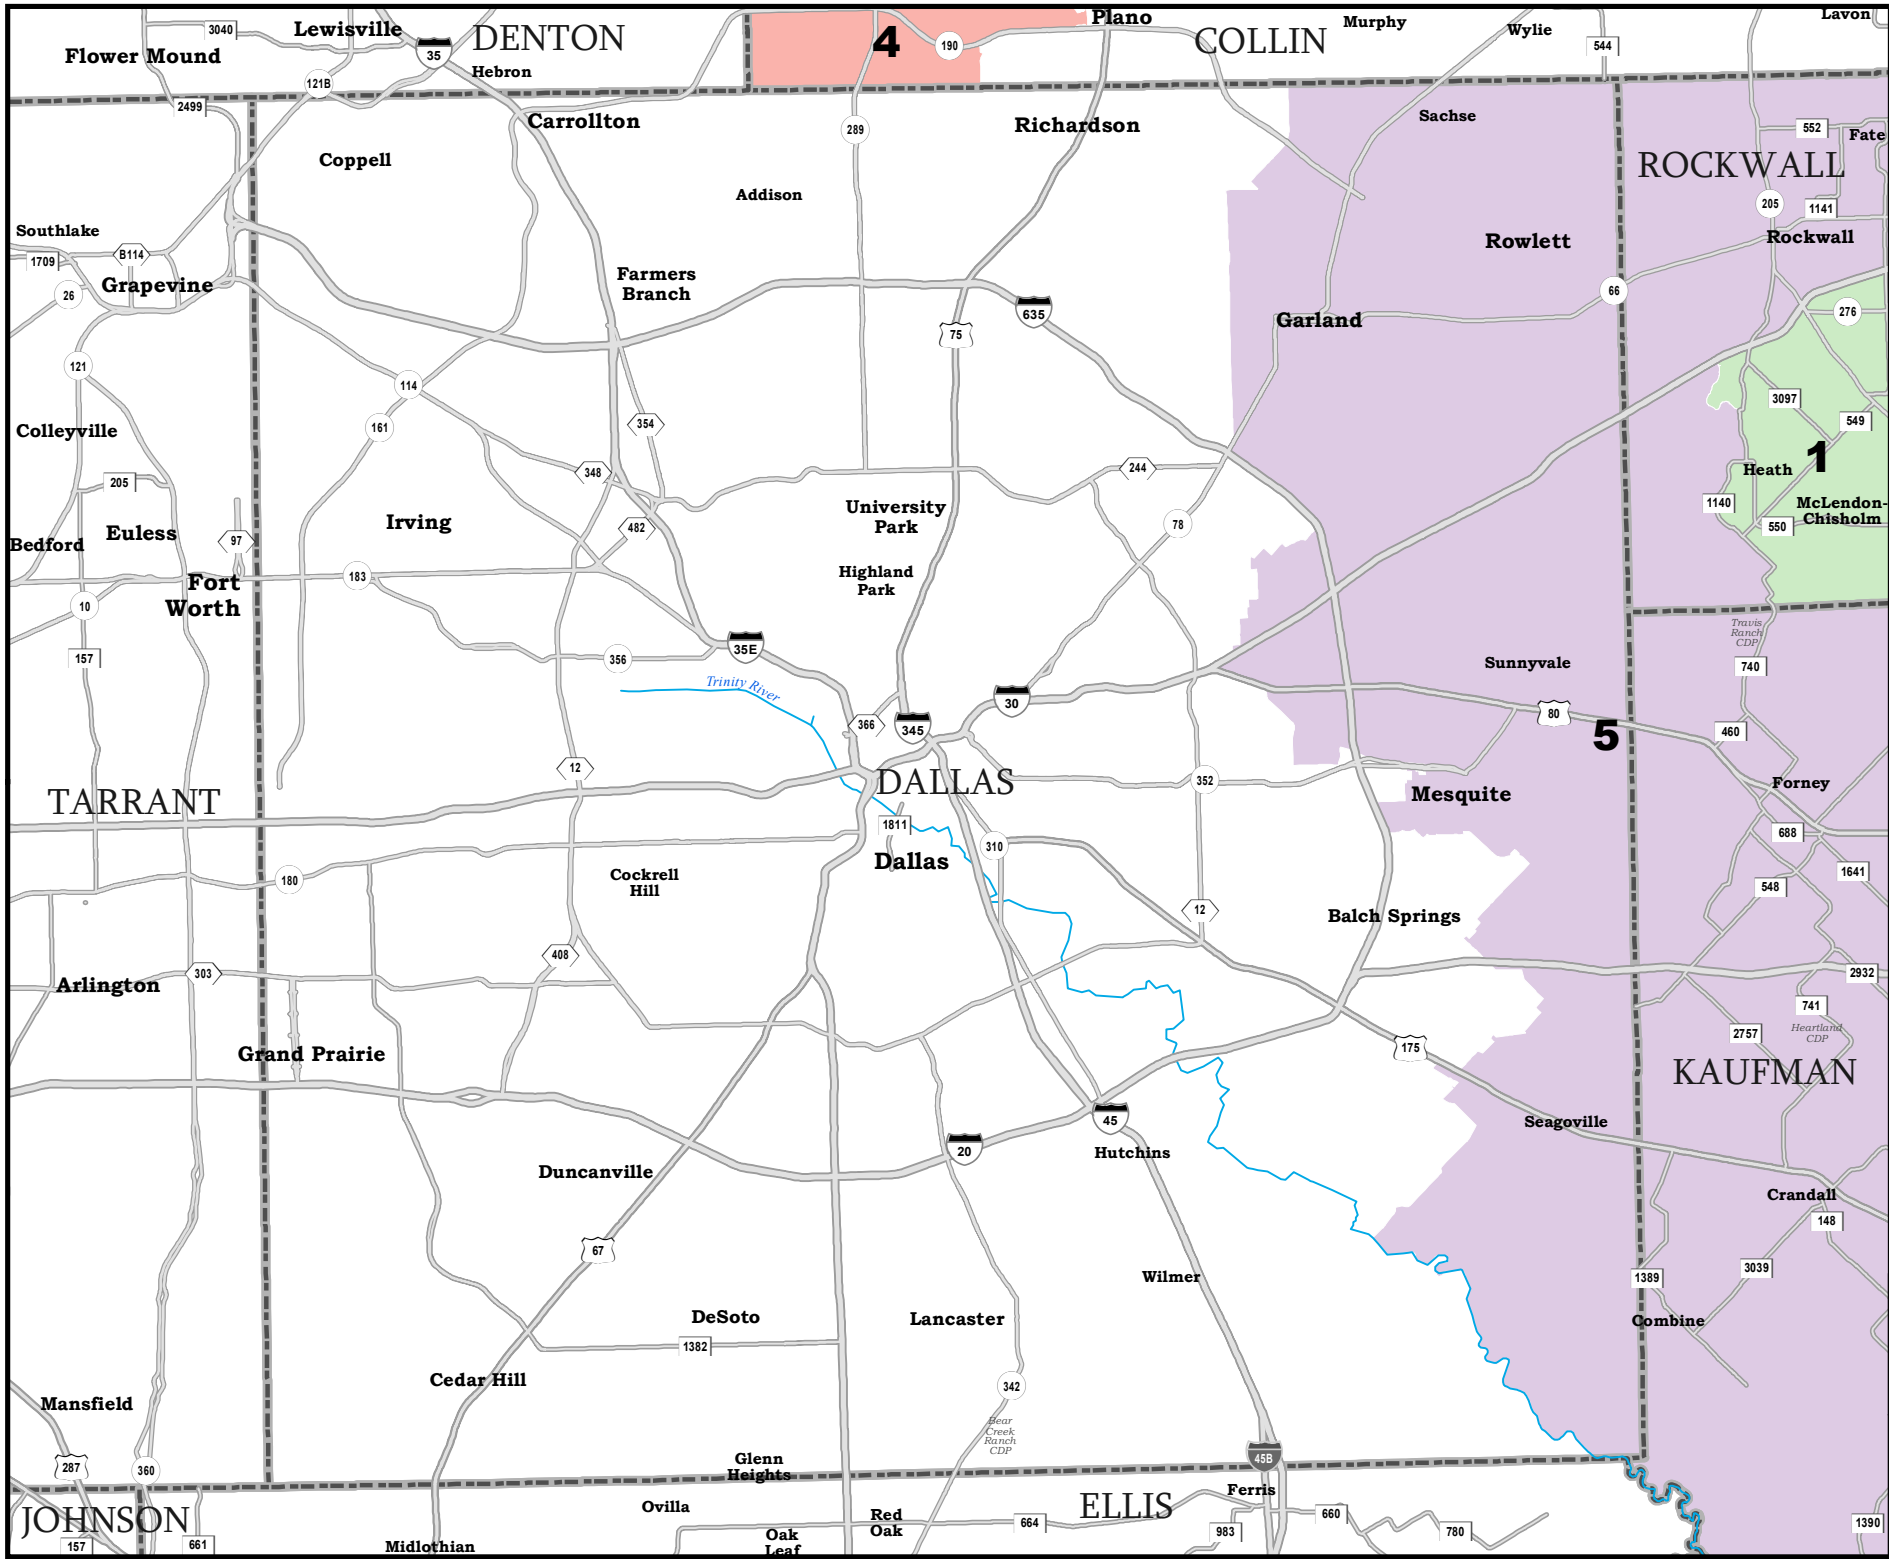 3040
Lewisville
DENTON
4
190
Plano
COLLIN
Murphy
Wylie
Lavon
Flower Mound
35
Hebron
544
121B
2499
Carrollton
289
Richardson
Sachse
552
Fate
Coppell
ROCKWALL
Addison
205
1141
Southlake
Rowlett
Rockwall
1709
B114
Grapevine
26
Farmers
Branch
66
635
276
Garland
75
121
114
3097
161
354
549
Colleyville
348
244
1
Heath
205
1140
McLendon-
Chisholm
Irving
University
Park
78
550
482
Euless
97
Bedford
Fort
Worth
183
Highland
Park
10
Travis
Ranch
CDP
157
356
35E
Sunnyvale
740
Trinity River
30
366
345
80
5
460
12
DALLAS
352
Forney
TARRANT
Mesquite
1811
688
310
Dallas
180
Cockrell
Hill
1641
548
12
Balch Springs
408
303
Arlington
2932
741
2757
Heartland
CDP
Grand Prairie
175
KAUFMAN
45
Seagoville
20
Hutchins
Duncanville
Crandall
148
67
Wilmer
3039
1389
DeSoto
Lancaster
Combine
1382
Cedar Hill
342
Mansfield
Bear
Creek
Ranch
CDP
287
360
Glenn
Heights
45B
JOHNSON
Ovilla
ELLIS
Ferris
Red
Oak
664
660
1390
983
780
157
661
Midlothian
Oak
Leaf